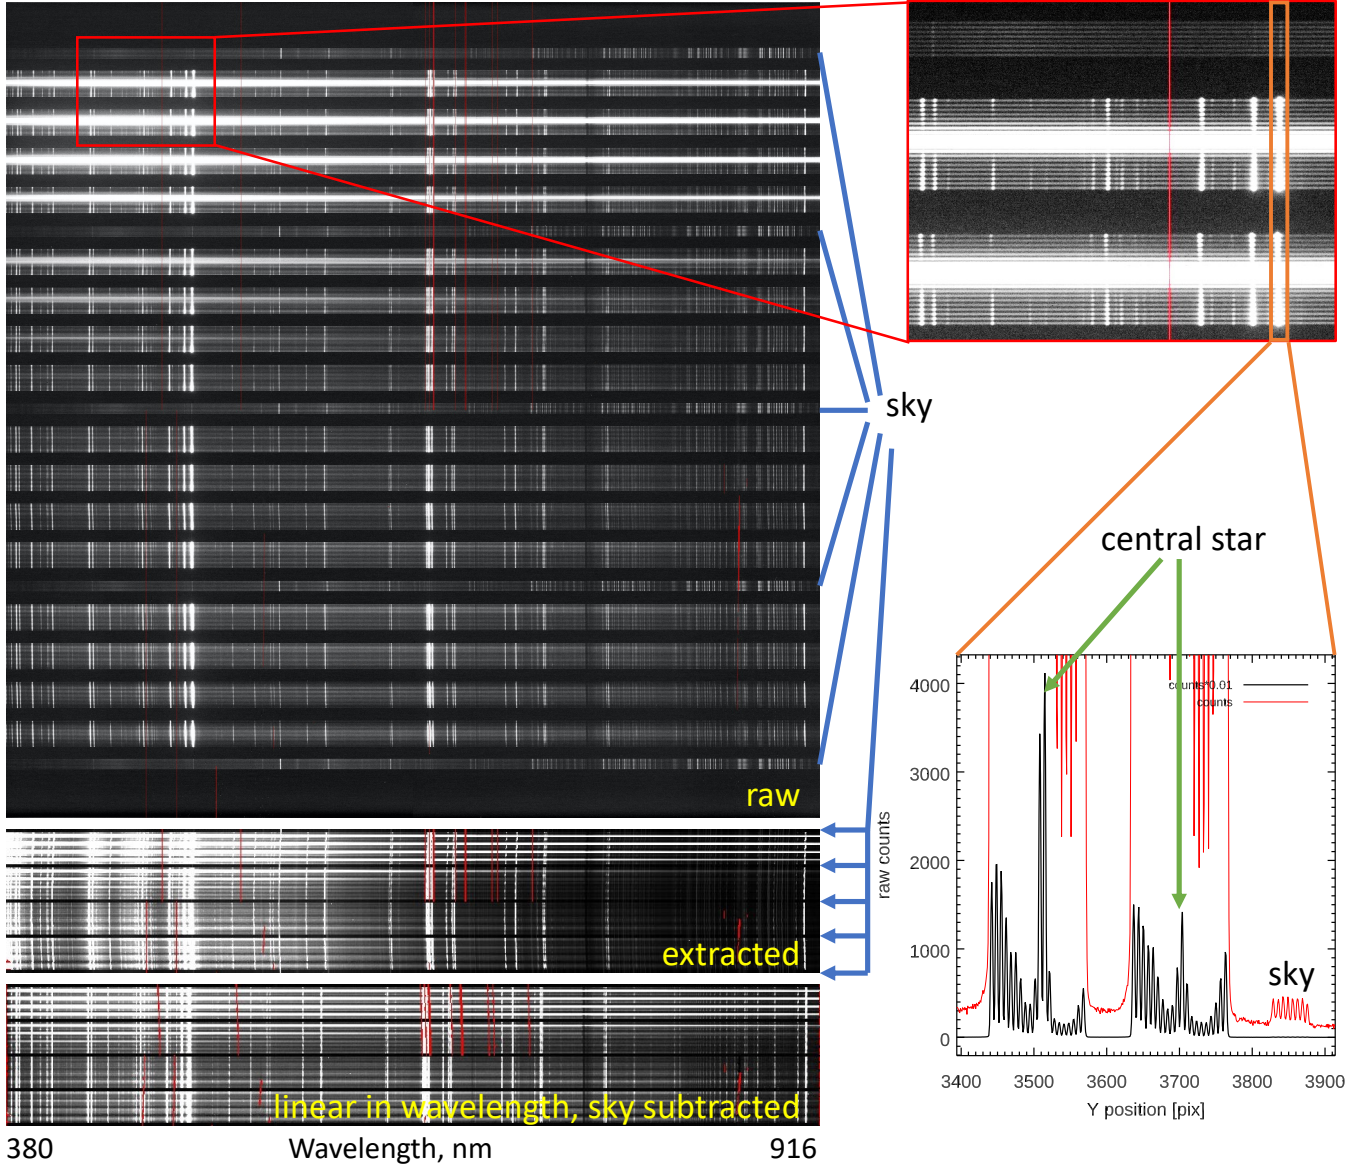 sky
central star
raw
4000
3000
2000
1000
0
raw counts
counts*0.01
counts
sky
3400 3500 3600 3700 3800 3900
Y position [pix]
extracted
linear in wavelength, sky subtracted
380 Wavelength, nm 916